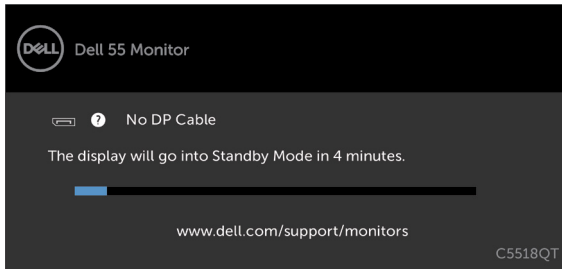 DELL Dell 55 Monitor
? No DP Cable
The display will go into Standby Mode in 4 minutes.
www.dell.com/support/monitors
C5518QT